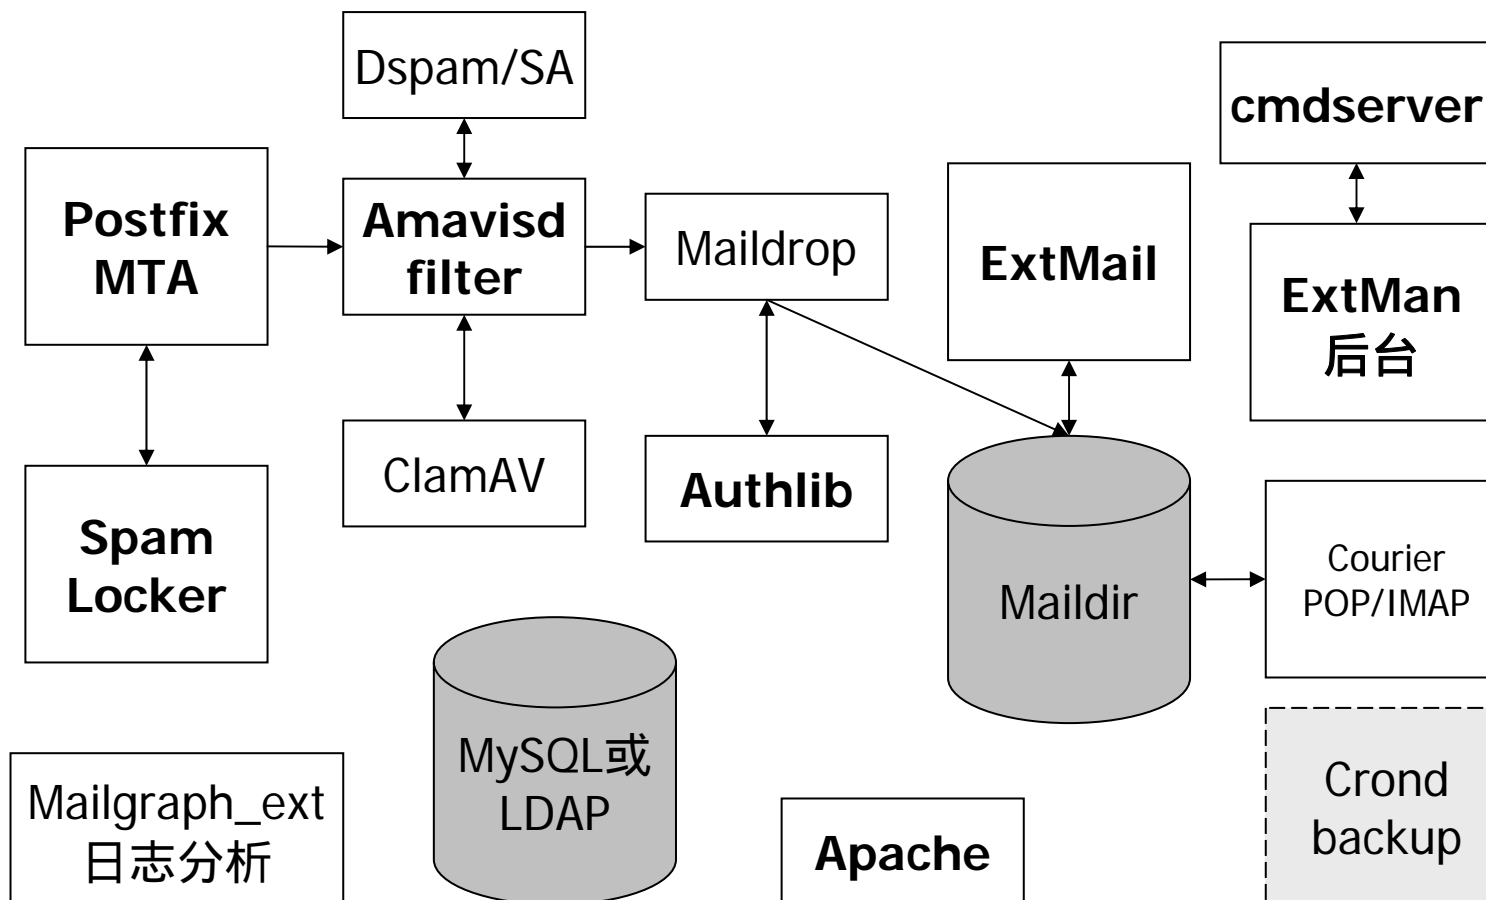 Dspam/SA
cmdserver
Postfix
MTA
Amavisd
filter
Maildrop
ExtMail
ExtMan
后台
ClamAV
Authlib
Spam
Locker
Maildir
Courier
POP/IMAP
MySQL或
LDAP
Mailgraph_ext
日志分析
Apache
Crond
backup